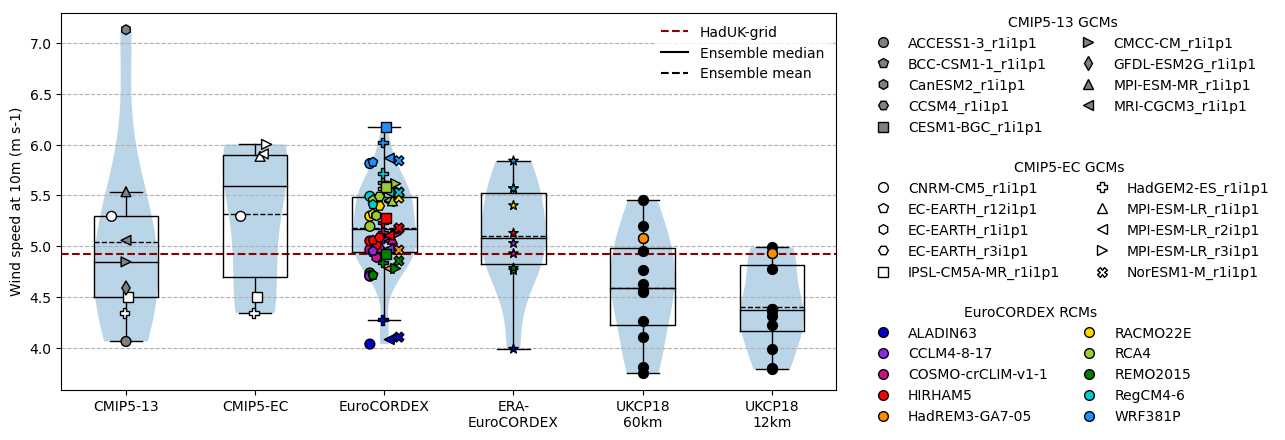 Wind speed at 10m (m s-1)
7.0
6.5
6.0
5.5
5.0
4.5
4.0
HadUK-grid
Ensemble median
Ensemble mean
CMIP5-13
CMIP5-EC
EuroCORDEX
ERA-
EuroCORDEX
UKCP18
60km
UKCP18
12km
CMIP5-13 GCMs
ACCESS1-3_r1i1p1
BCC-CSM1-1_r1i1p1
CanESM2_r1i1p1
CCSM4_r1i1p1
CESM1-BGC_r1i1p1
CMCC-CM_r1i1p1
GFDL-ESM2G_r1i1p1
MPI-ESM-MR_r1i1p1
MRI-CGCM3_r1i1p1
CMIP5-EC GCMs
CNRM-CM5_r1i1p1
EC-EARTH_r12i1p1
EC-EARTH_r1i1p1
EC-EARTH_r3i1p1
IPSL-CM5A-MR_r1i1p1
HadGEM2-ES_r1i1p1
MPI-ESM-LR_r1i1p1
MPI-ESM-LR_r2i1p1
MPI-ESM-LR_r3i1p1
NorESM1-M_r1i1p1
EuroCORDEX RCMs
ALADIN63
CCLM4-8-17
COSMO-crCLIM-v1-1
HIRHAM5
HadREM3-GA7-05
RACMO22E
RCA4
REMO2015
RegCM4-6
WRF381P